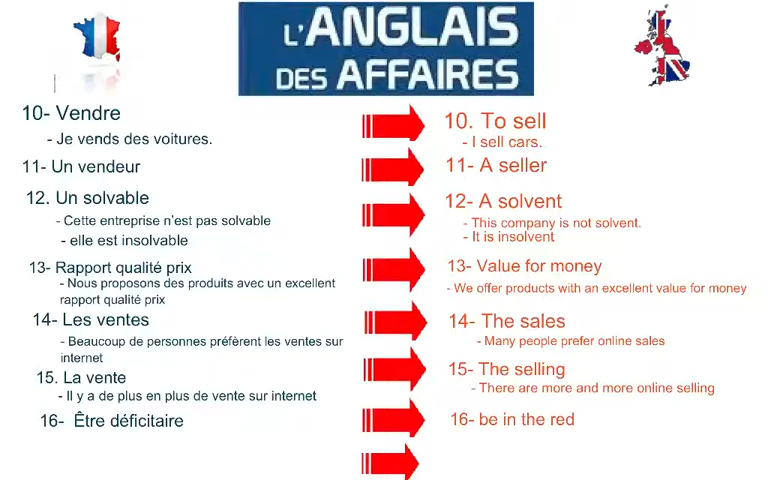 L'ANGLAIS
DES AFFAIRES
10- Vendre
- Je vends des voitures.
11- Un vendeur
12. Un solvable
- Cette entreprise n'est pas solvable
- elle est insolvable
13- Rapport qualité prix
- Nous proposons des produits avec un excellent
rapport qualité prix
14- Les ventes
- Beaucoup de personnes préfèrent les ventes sur
internet
15. La vente
- Il y a de plus en plus de vente sur internet
16- Être déficitaire
10. To sell
- I sell cars.
11- A seller
12- A solvent
- This company is not solvent.
- It is insolvent
13- Value for money
- We offer products with an excellent value for money
14- The sales
- Many people prefer online sales
15- The selling
- There are more and more online selling
16- be in the red